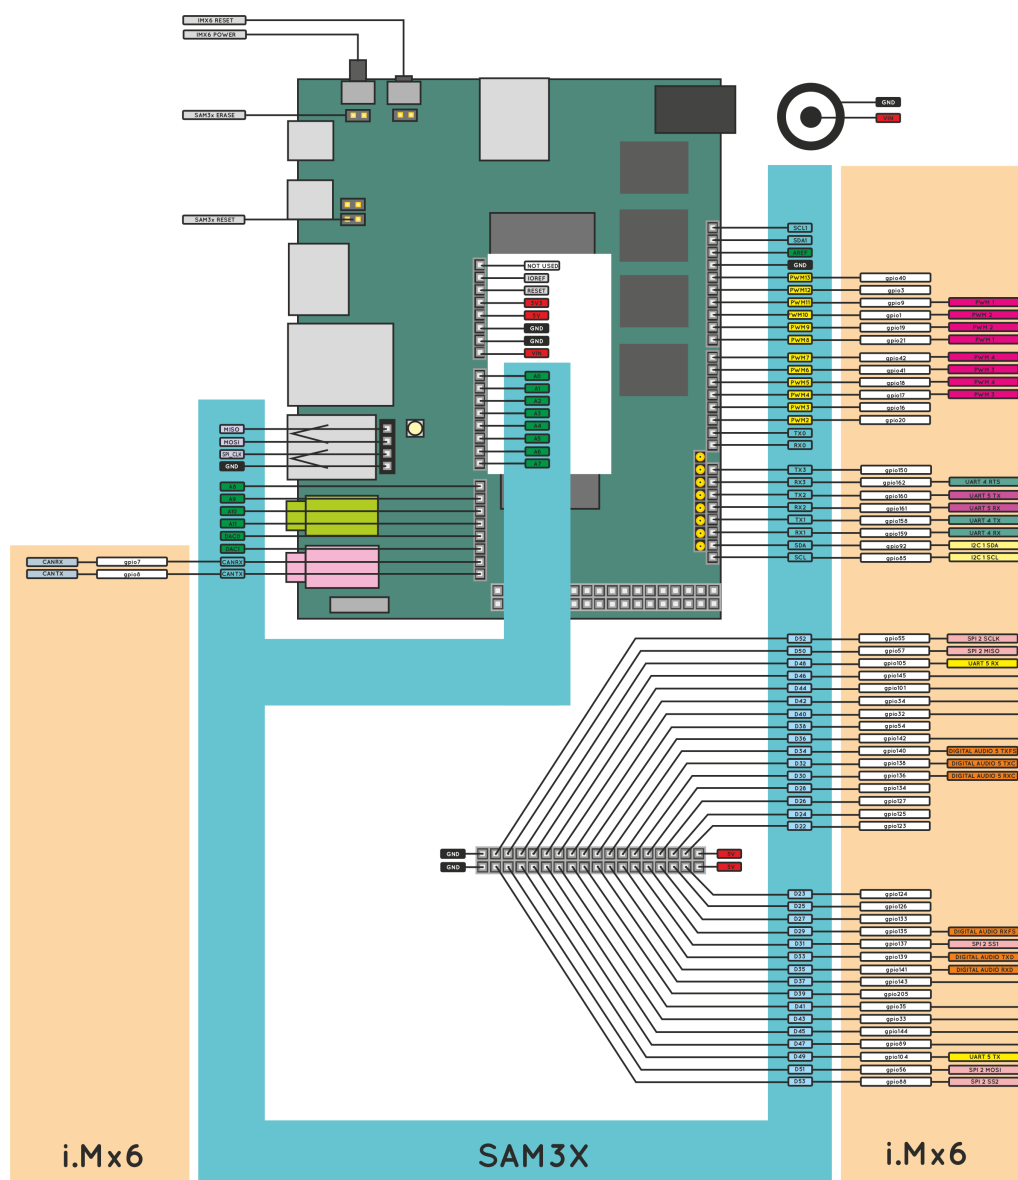 IMX6 RESET
IMX6 POWER
GND
VIN
SAM3x ERASE
SAM3x RESET
SCL1
SDA1
AREF
GND
NOT USED
IOREF
RESET
3V3
5V
GND
GND
VIN
PWM13 gpio40
PWM12 gpio3
PWM11 gpio9 PWM 1
WM10 gpio1 PWM 2
PWM9 gpio19 PWM 2
PWM8 gpio21 PWM 1
PWM7 gpio42 PWM 4
PWM6 gpio41 PWM 3
PWM5 gpio18 PWM 4
PWM4 gpio17 PWM 3
PWM3 gpio16
PWM2 gpio20
TX0
RX0
A0
A1
A2
A3
A4
A5
A6
A7
MISO
MOSI
SPI_CLK
GND
A8
A9
A10
A11
DAC0
DAC1
CANRX gpio7 CANRX
CANTX gpio8 CANTX
TX3 gpio150
RX3 gpio162 UART 4 RTS
TX2 gpio160 UART 5 TX
RX2 gpio161 UART 5 RX
TX1 gpio158 UART 4 TX
RX1 gpio159 UART 4 RX
SDA gpio92 I2C 1 SDA
SCL gpio85 I2C 1 SCL
D52 gpio55 SPI 2 SCLK
D50 gpio57 SPI 2 MISO
D48 gpio105 UART 5 RX
D46 gpio145
D44 gpio101
D42 gpio34
D40 gpio32
D38 gpio54
D36 gpio142
D34 gpio140 DIGITAL AUDIO 5 TXFS
D32 gpio138 DIGITAL AUDIO 5 TXC
D30 gpio136 DIGITAL AUDIO 5 RXC
D28 gpio134
D26 gpio127
D24 gpio125
D22 gpio123
GND 5V
GND 5V
D23 gpio124
D25 gpio126
D27 gpio133
D29 gpio135 DIGITAL AUDIO RXFS
D31 gpio137 SPI 2 SS1
D33 gpio139 DIGITAL AUDIO TXD
D35 gpio141 DIGITAL AUDIO RXD
D37 gpio143
D39 gpio205
D41 gpio35
D43 gpio33
D45 gpio144
D47 gpio89
D49 gpio104 UART 5 TX
D51 gpio56 SPI 2 MOSI
D53 gpio88 SPI 2 SS2
i.Mx6
SAM3X
i.Mx6